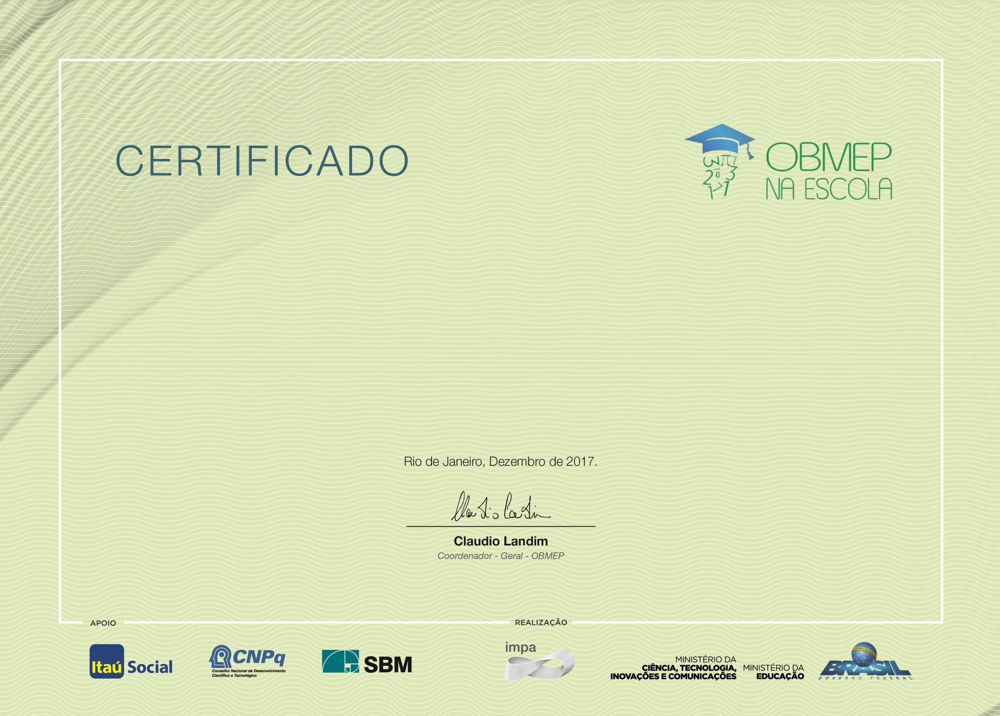 CERTIFICADO
OBMEP
NA ESCOLA
Rio de Janeiro, Dezembro de 2017.
Claudio Landim
Claudio Landim
Coordenador - Geral - OBMEP
APOIO
REALIZAÇÃO
Itaú Social
CNPq
Conselho Nacional de Desenvolvimento
Científico e Tecnológico
SBM
impa
MINISTÉRIO DA
CIÊNCIA, TECNOLOGIA,
INOVAÇÕES E COMUNICAÇÕES
MINISTÉRIO DA
EDUCAÇÃO
ORDEM E PROGRESSO
BRASIL
GOVERNO FEDERAL